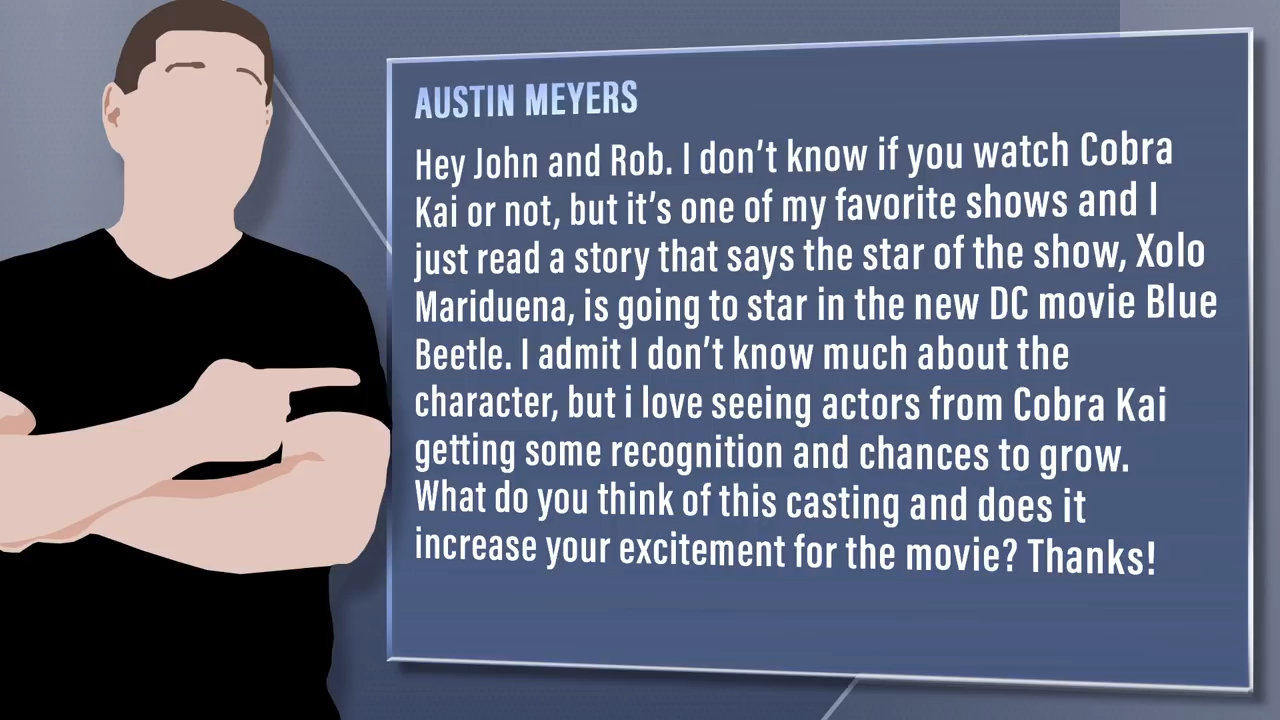 AUSTIN MEYERS
Hey John and Rob. I don't know if you watch Cobra
Kai or not, but it's one of my favorite shows and I
just read a story that says the star of the show, Xolo
Mariduena, is going to star in the new DC movie Blue
Beetle. I admit I don't know much about the
character, but i love seeing actors from Cobra Kai
getting some recognition and chances to grow.
What do you think of this casting and does it
increase your excitement for the movie? Thanks!